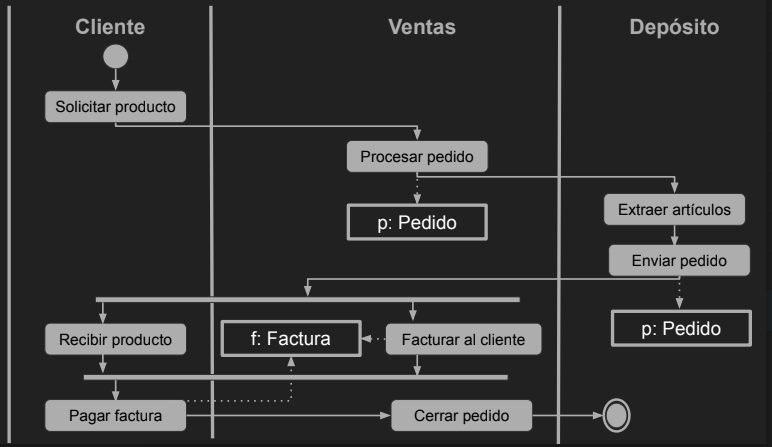 Cliente
Ventas
Depósito
Solicitar producto
Procesar pedido
p: Pedido
Extraer artículos
Enviar pedido
p: Pedido
Recibir producto
f: Factura
Facturar al cliente
Pagar factura
Cerrar pedido